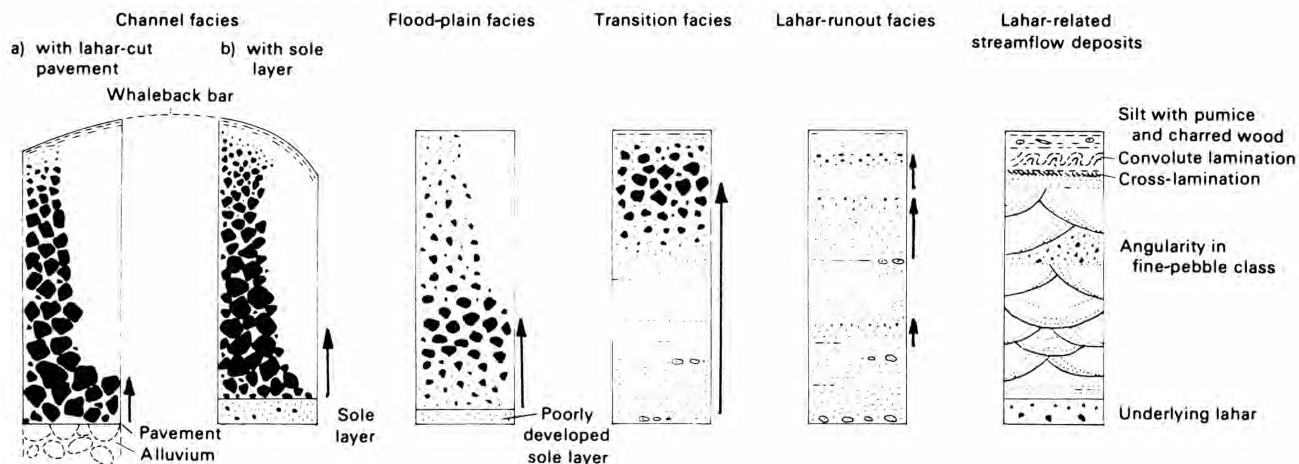 Channel facies
a) with lahar-cut
pavement
b) with sole
layer
Whaleback bar
Sole
layer
Pavement
Alluvium
Flood-plain facies
Poorly
developed
sole layer
Transition facies
Lahar-runout facies
Lahar-related
streamflow deposits
Silt with pumice
and charred wood
Convolute lamination
Cross-lamination
Angularity in
fine-pebble class
Underlying lahar